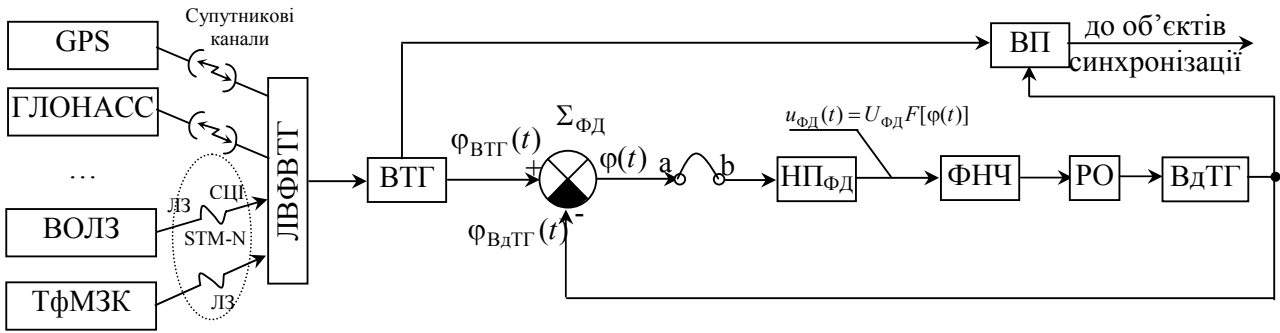 GPS
Супутникові
канали
ГЛОНАСС
...
ВОЛЗ
ЛЗ
СЦІ
STM-N
ТфМЗК
ЛЗ
ЛВФВТГ
ВТГ
φВТГ(t)
+
ΣФД
φ(t)
a
b
-
φВдТГ(t)
НПФД
uФД(t) = UФД F[φ(t)]
ФНЧ
РО
ВдТГ
ВП
до об’єктів
синхронізації